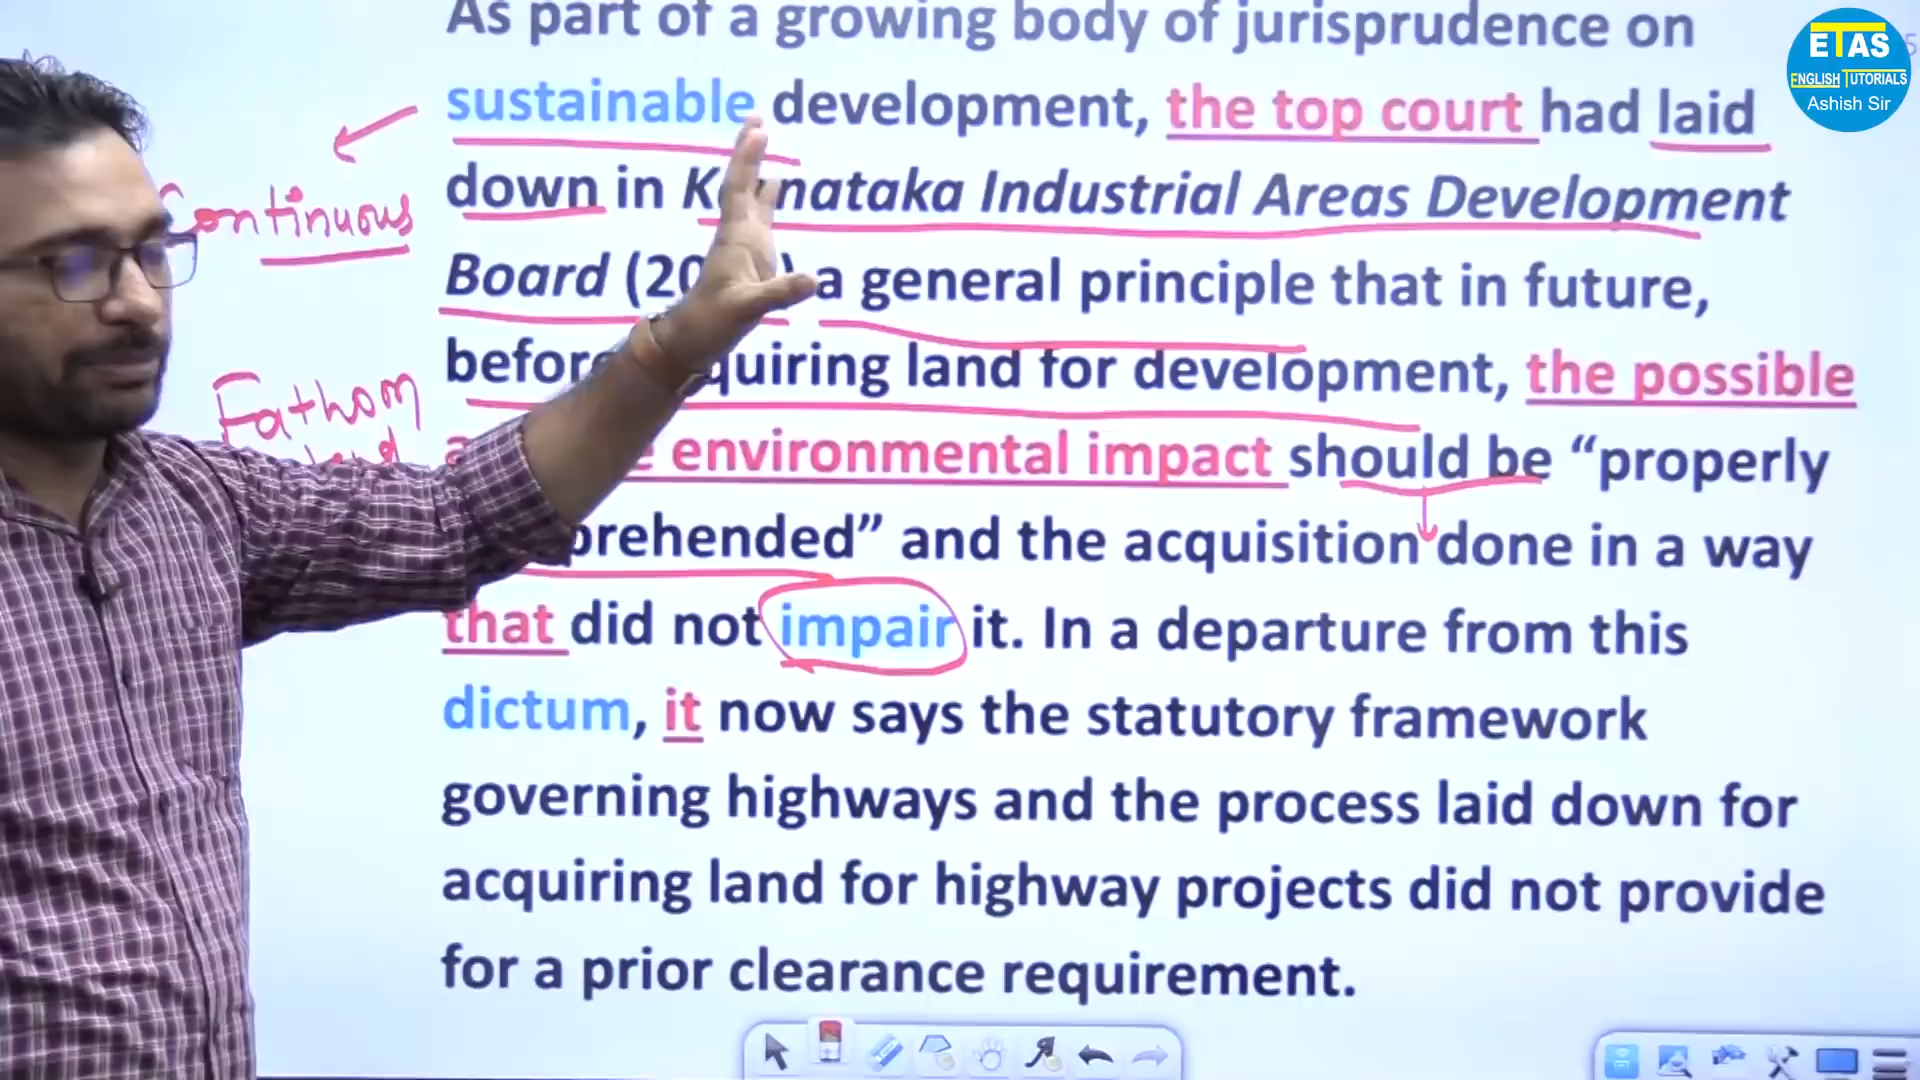 As part of a growing body of jurisprudence on
sustainable development, the top court had laid
down in nataka Industrial Areas Development
Board a general principle that in future,
land for development, the possible
environmental impact should be “properly
and the acquisition done in a way
that did not impair it. In a departure from this
dictum, it now says the statutory framework
governing highways and the process laid down for
acquiring land for highway projects did not provide
for a prior clearance requirement.
Continuous
Fathom
ETAS
ENGLISH TUTORIALS
Ashish Sir